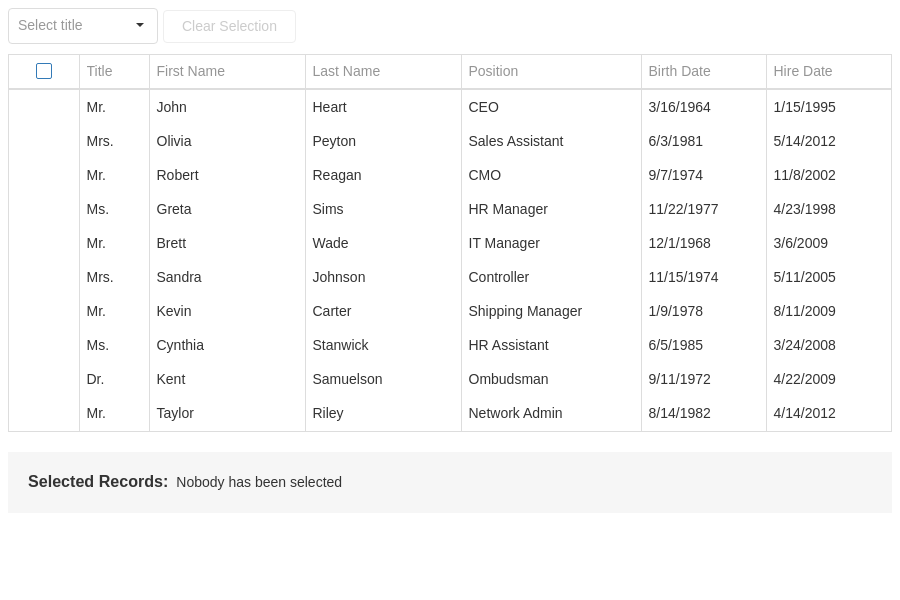 Select title Clear Selection
Title First Name Last Name Position Birth Date Hire Date
Mr. John Heart CEO 3/16/1964 1/15/1995
Mrs. Olivia Peyton Sales Assistant 6/3/1981 5/14/2012
Mr. Robert Reagan CMO 9/7/1974 11/8/2002
Ms. Greta Sims HR Manager 11/22/1977 4/23/1998
Mr. Brett Wade IT Manager 12/1/1968 3/6/2009
Mrs. Sandra Johnson Controller 11/15/1974 5/11/2005
Mr. Kevin Carter Shipping Manager 1/9/1978 8/11/2009
Ms. Cynthia Stanwick HR Assistant 6/5/1985 3/24/2008
Dr. Kent Samuelson Ombudsman 9/11/1972 4/22/2009
Mr. Taylor Riley Network Admin 8/14/1982 4/14/2012
Selected Records: Nobody has been selected